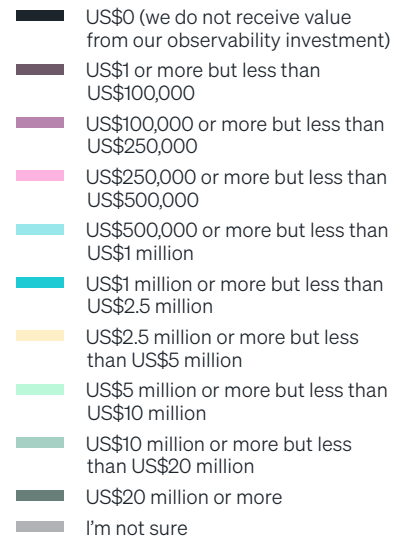 US$0 (we do not receive value
from our observability investment)
US$1 or more but less than
US$100,000
US$100,000 or more but less than
US$250,000
US$250,000 or more but less than
US$500,000
US$500,000 or more but less than
US$1 million
US$1 million or more but less than
US$2.5 million
US$2.5 million or more but less
than US$5 million
US$5 million or more but less than
US$10 million
US$10 million or more but less
than US$20 million
US$20 million or more
I’m not sure